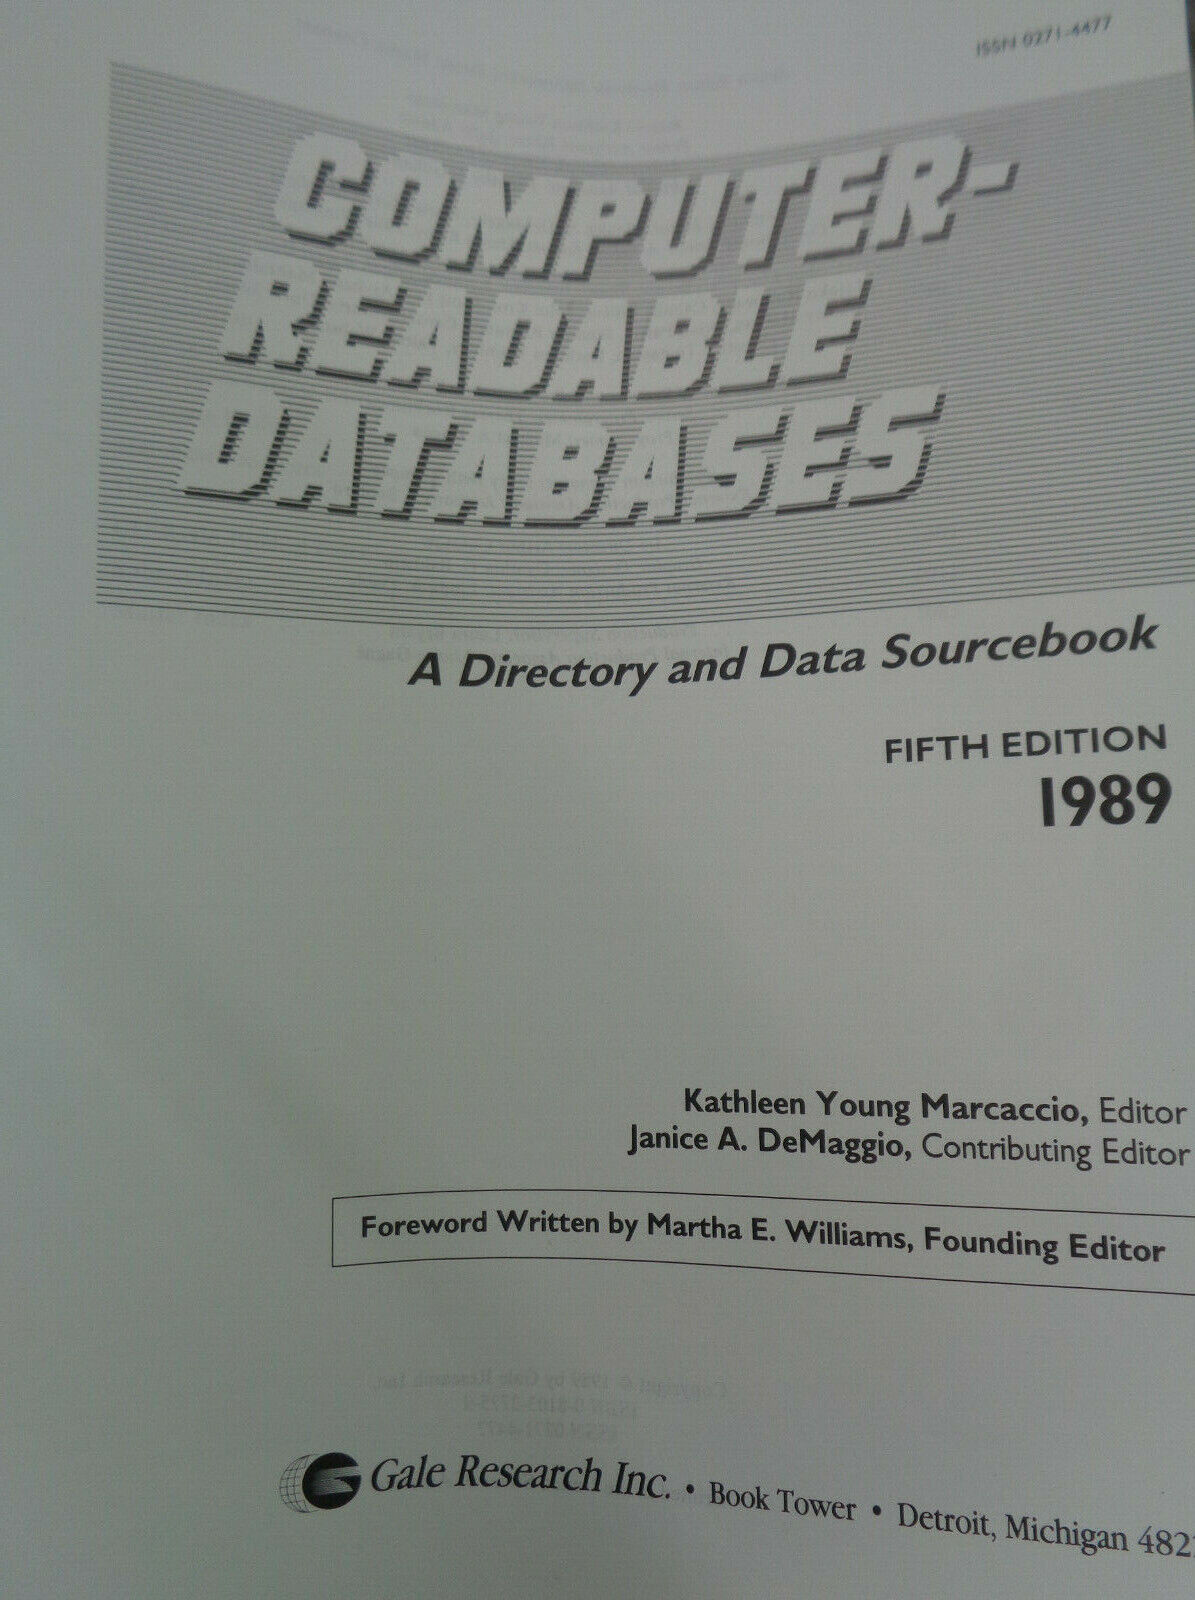 ISSN 0271-4477
COMPUTER-
READABLE
DATABASES
A Directory and Data Sourcebook
FIFTH EDITION
1989
Kathleen Young Marcaccio, Editor
Janice A. DeMaggio, Contributing Editor
Foreword Written by Martha E. Williams, Founding Editor
Gale Research Inc. • Book Tower • Detroit, Michigan